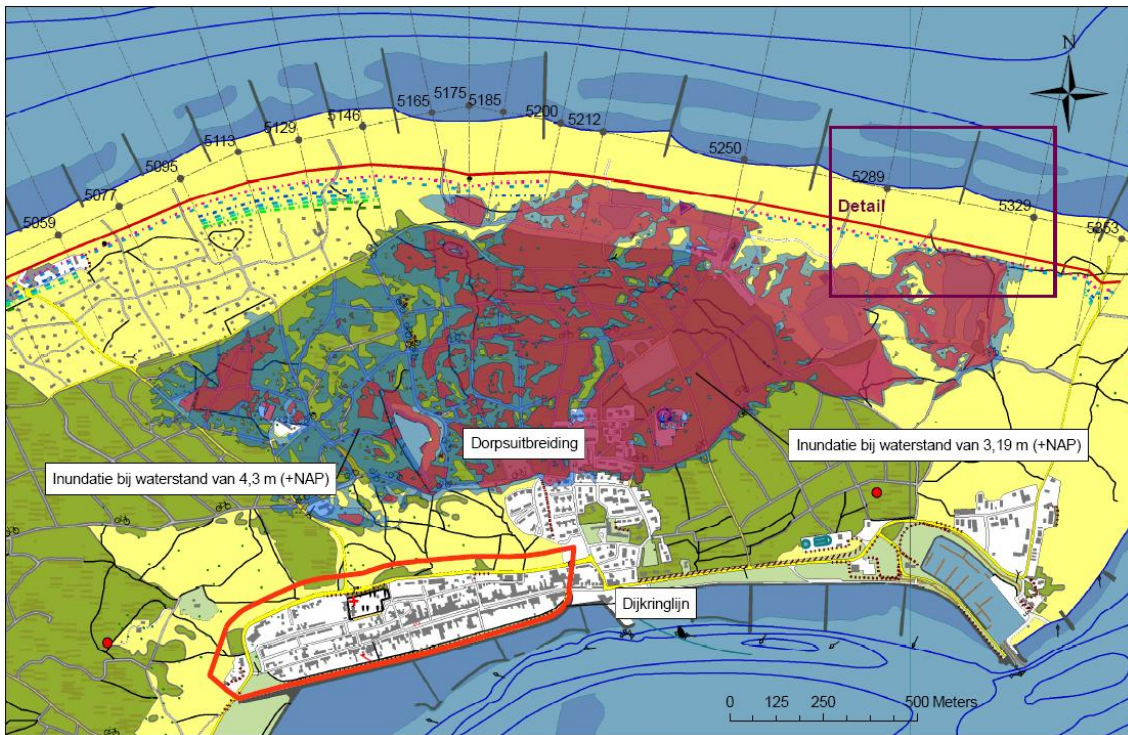 N
5175
5165
5185
5146
5200
5129
5212
5113
5250
5095
5289
5077
Detail
5329
5059
5353
Dorpsuitbreiding
Inundatie bij waterstand van 3,19 m (+NAP)
Inundatie bij waterstand van 4,3 m (+NAP)
Dijkringlijn
0 125 250 500 Meters